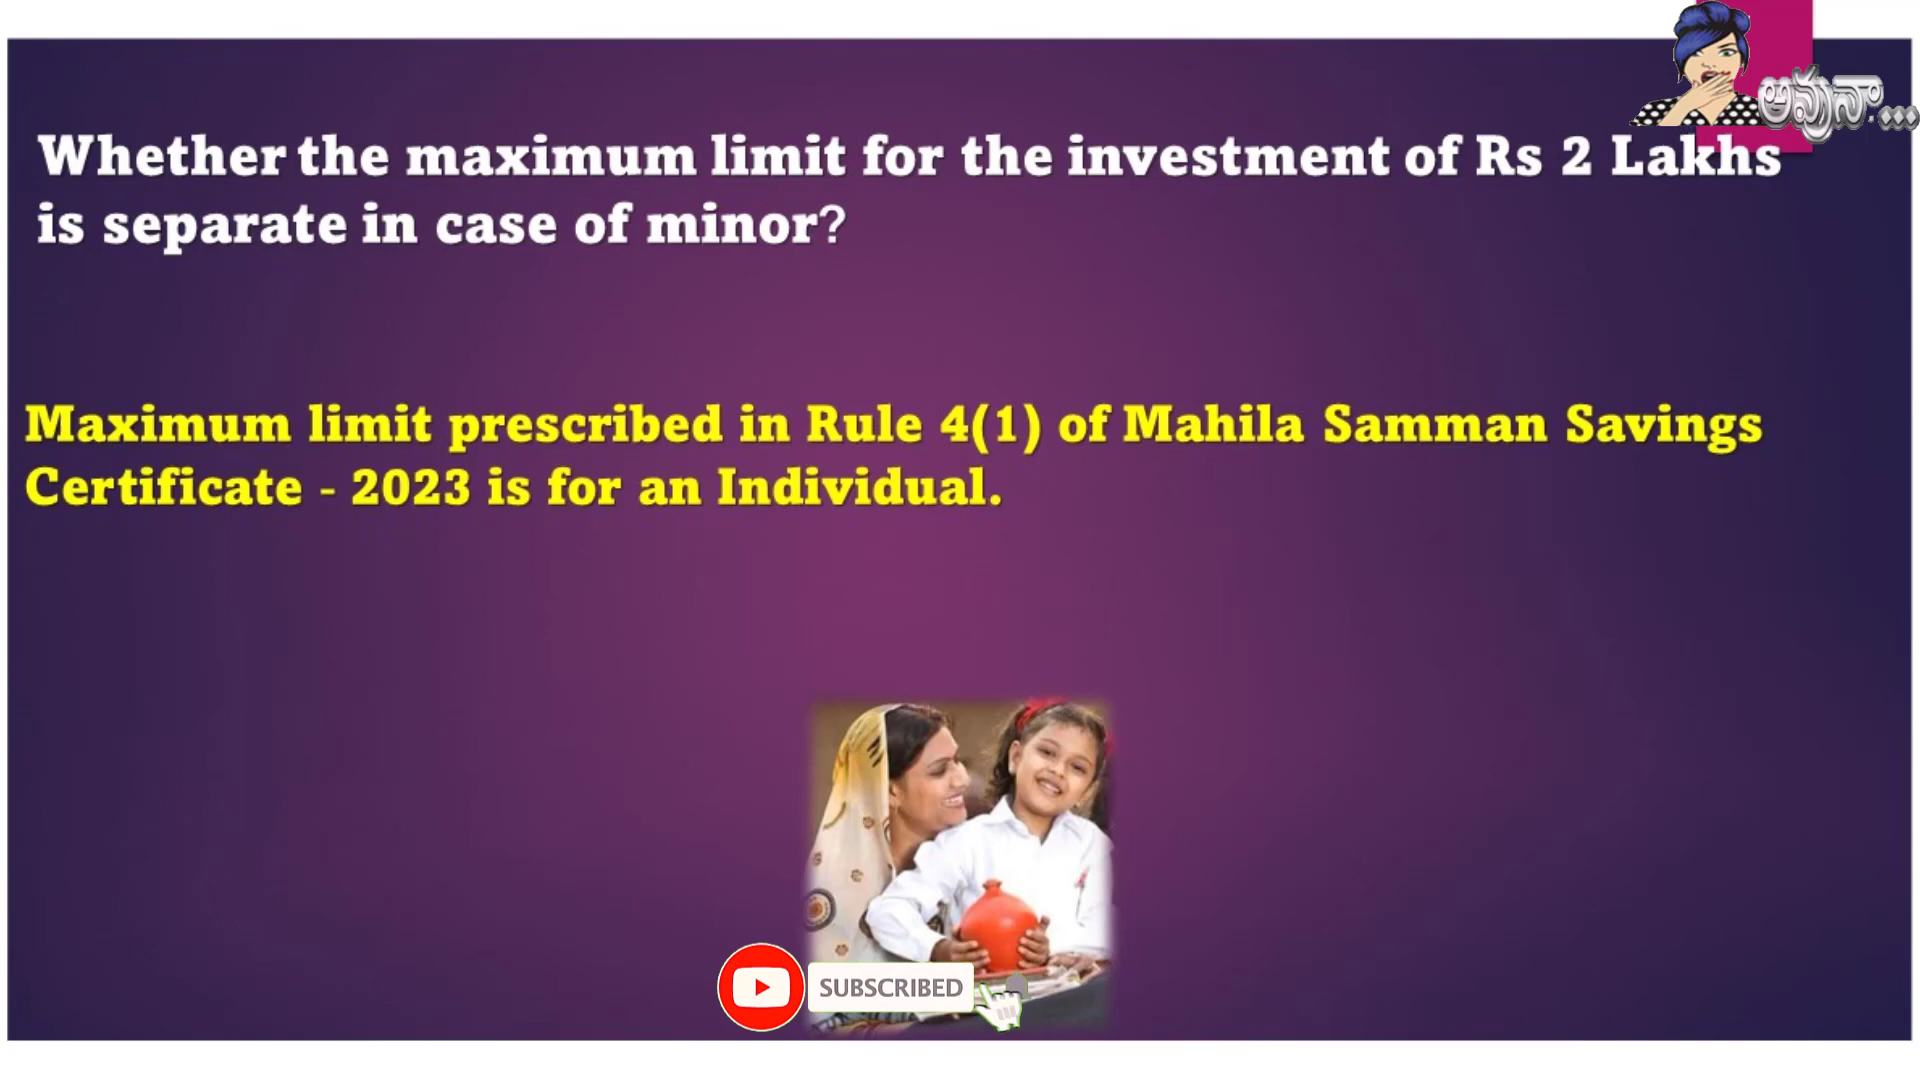 అవునా...
Whether the maximum limit for the investment of Rs 2 Lakhs
is separate in case of minor?
Maximum limit prescribed in Rule 4(1) of Mahila Samman Savings
Certificate - 2023 is for an Individual.
SUBSCRIBED